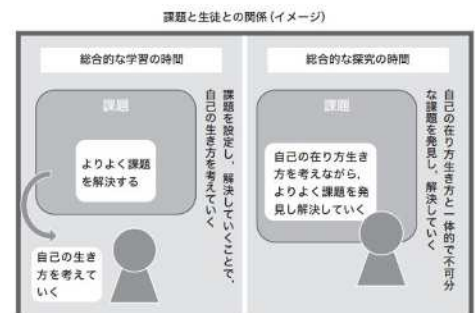 課題と生徒との関係（イメージ）
総合的な学習の時間
課題
よりよく課題
を解決する
自己の生き
方を考えて
いく
課題を設定し，解決していくことで，
自己の生き方を考えていく
総合的な探究の時間
課題
自己の在り方生き
方を考えながら，
よりよく課題を発
見し解決していく
自己の在り方生き方と一体的で不可分
な課題を発見し，解決していく